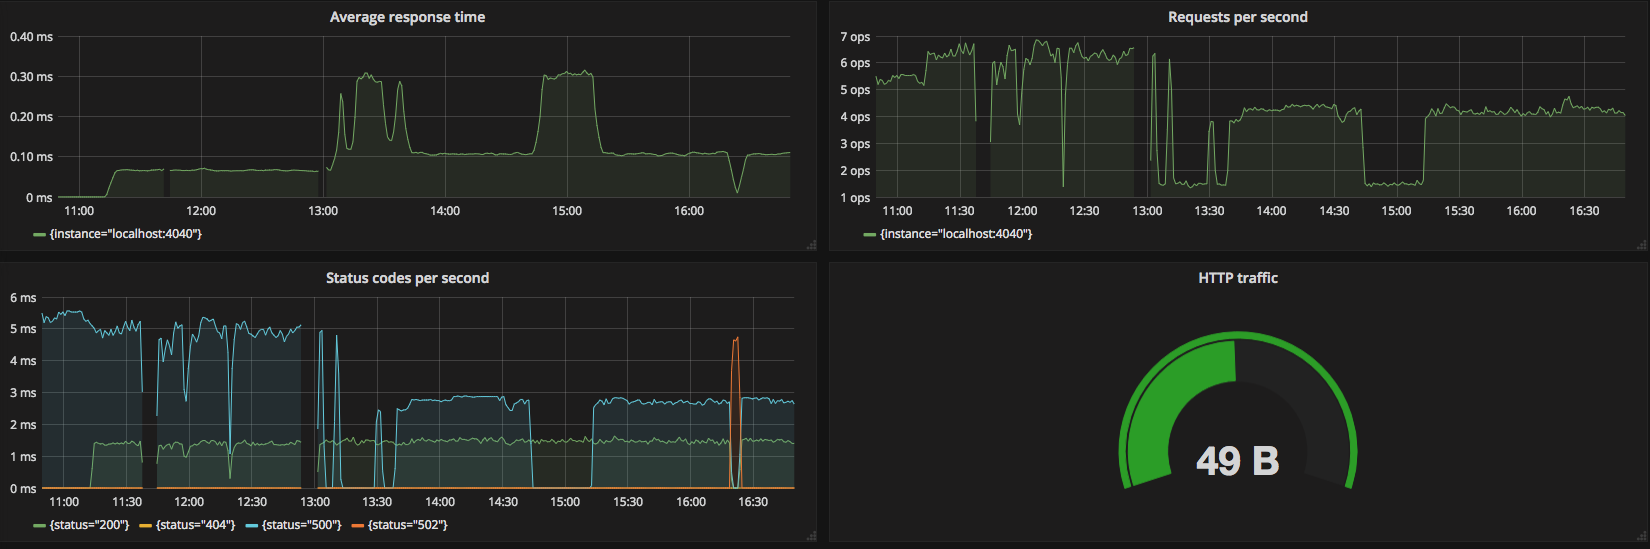 Average response time
0.40 ms
0.30 ms
0.20 ms
0.10 ms
0 ms
11:00 12:00 13:00 14:00 15:00 16:00
{instance="localhost:4040"}
Requests per second
7 ops
6 ops
5 ops
4 ops
3 ops
2 ops
1 ops
11:00 11:30 12:00 12:30 13:00 13:30 14:00 14:30 15:00 15:30 16:00 16:30
{instance="localhost:4040"}
Status codes per second
6 ms
5 ms
4 ms
3 ms
2 ms
1 ms
0 ms
11:00 11:30 12:00 12:30 13:00 13:30 14:00 14:30 15:00 15:30 16:00 16:30
{status="200"} {status="404"} {status="500"} {status="502"}
HTTP traffic
49 B